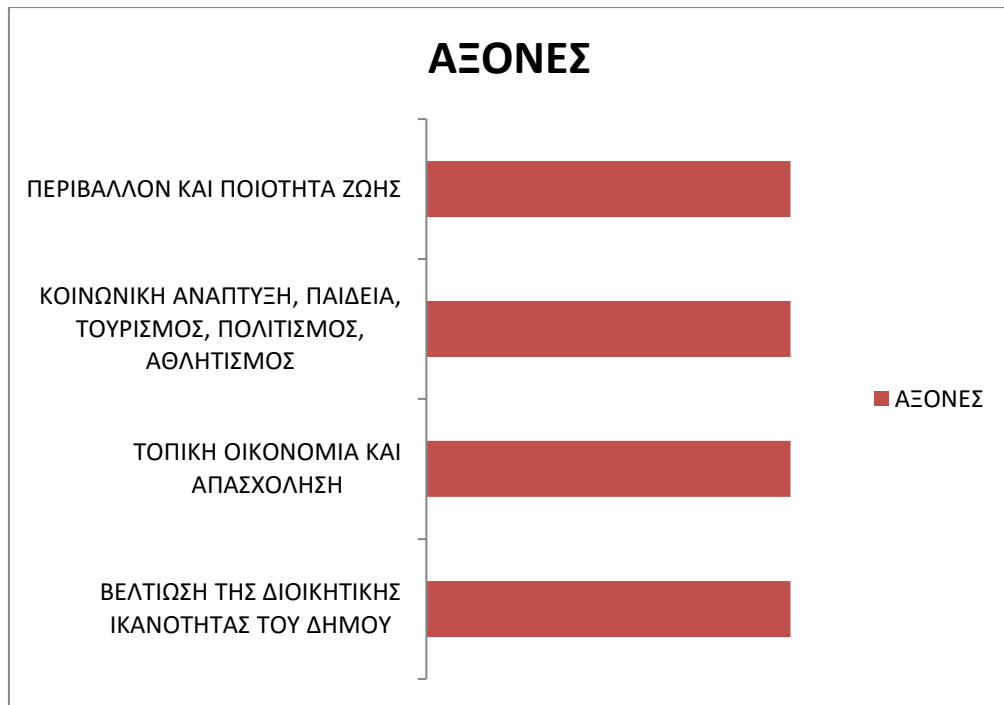 ΑΞΟΝΕΣ
ΠΕΡΙΒΑΛΛΟΝ ΚΑΙ ΠΟΙΟΤΗΤΑ ΖΩΗΣ
ΚΟΙΝΩΝΙΚΗ ΑΝΑΠΤΥΞΗ, ΠΑΙΔΕΙΑ,
ΤΟΥΡΙΣΜΟΣ, ΠΟΛΙΤΙΣΜΟΣ,
ΑΘΛΗΤΙΣΜΟΣ
ΤΟΠΙΚΗ ΟΙΚΟΝΟΜΙΑ ΚΑΙ
ΑΠΑΣΧΟΛΗΣΗ
ΒΕΛΤΙΩΣΗ ΤΗΣ ΔΙΟΙΚΗΤΙΚΗΣ
ΙΚΑΝΟΤΗΤΑΣ ΤΟΥ ΔΗΜΟΥ
ΑΞΟΝΕΣ